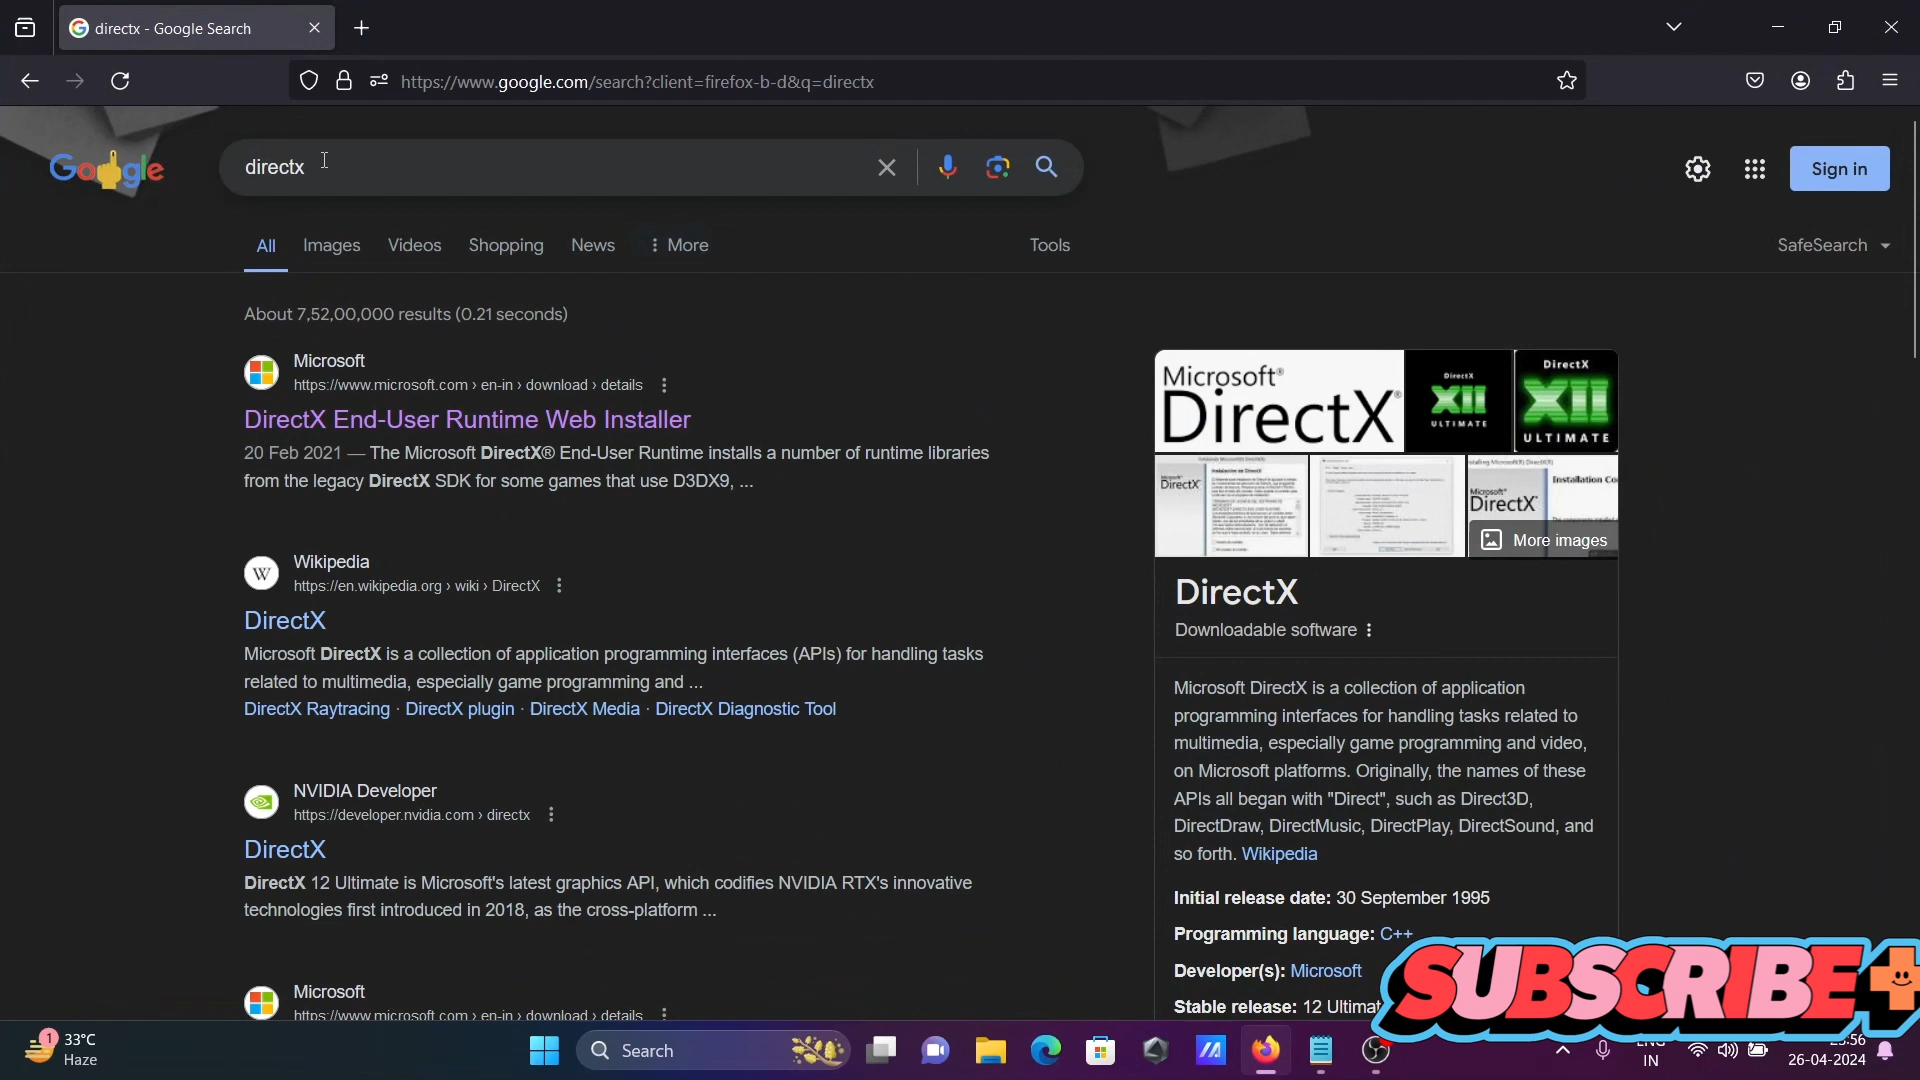 directx - Google Search
https://www.google.com/search?client=firefox-b-d&q=directx
Google
directx
Sign in
All
Images
Videos
Shopping
News
More
Tools
SafeSearch
About 7,52,00,000 results (0.21 seconds)
Microsoft
https://www.microsoft.com › en-in › download › details
DirectX End-User Runtime Web Installer
20 Feb 2021 — The Microsoft DirectX® End-User Runtime installs a number of runtime libraries
from the legacy DirectX SDK for some games that use D3DX9, ...
Wikipedia
https://en.wikipedia.org › wiki › DirectX
DirectX
Microsoft DirectX is a collection of application programming interfaces (APIs) for handling tasks
related to multimedia, especially game programming and ...
DirectX Raytracing · DirectX plugin · DirectX Media · DirectX Diagnostic Tool
NVIDIA Developer
https://developer.nvidia.com › directx
DirectX
DirectX 12 Ultimate is Microsoft's latest graphics API, which codifies NVIDIA RTX's innovative
technologies first introduced in 2018, as the cross-platform ...
Microsoft
https://www.microsoft.com › en-in › download › details
Microsoft®
DirectX®
DirectX
XII
ULTIMATE
DirectX
XII
ULTIMATE
DirectX
Microsoft®
DirectX
Installation Co
More images
DirectX
Downloadable software
Microsoft DirectX is a collection of application
programming interfaces for handling tasks related to
multimedia, especially game programming and video,
on Microsoft platforms. Originally, the names of these
APIs all began with "Direct", such as Direct3D,
DirectDraw, DirectMusic, DirectPlay, DirectSound, and
so forth. Wikipedia
Initial release date: 30 September 1995
Programming language: C++
Developer(s): Microsoft
Stable release: 12 Ultimat
SUBSCRIBE
1
33°C
Haze
Search
ENG
IN
:56
26-04-2024